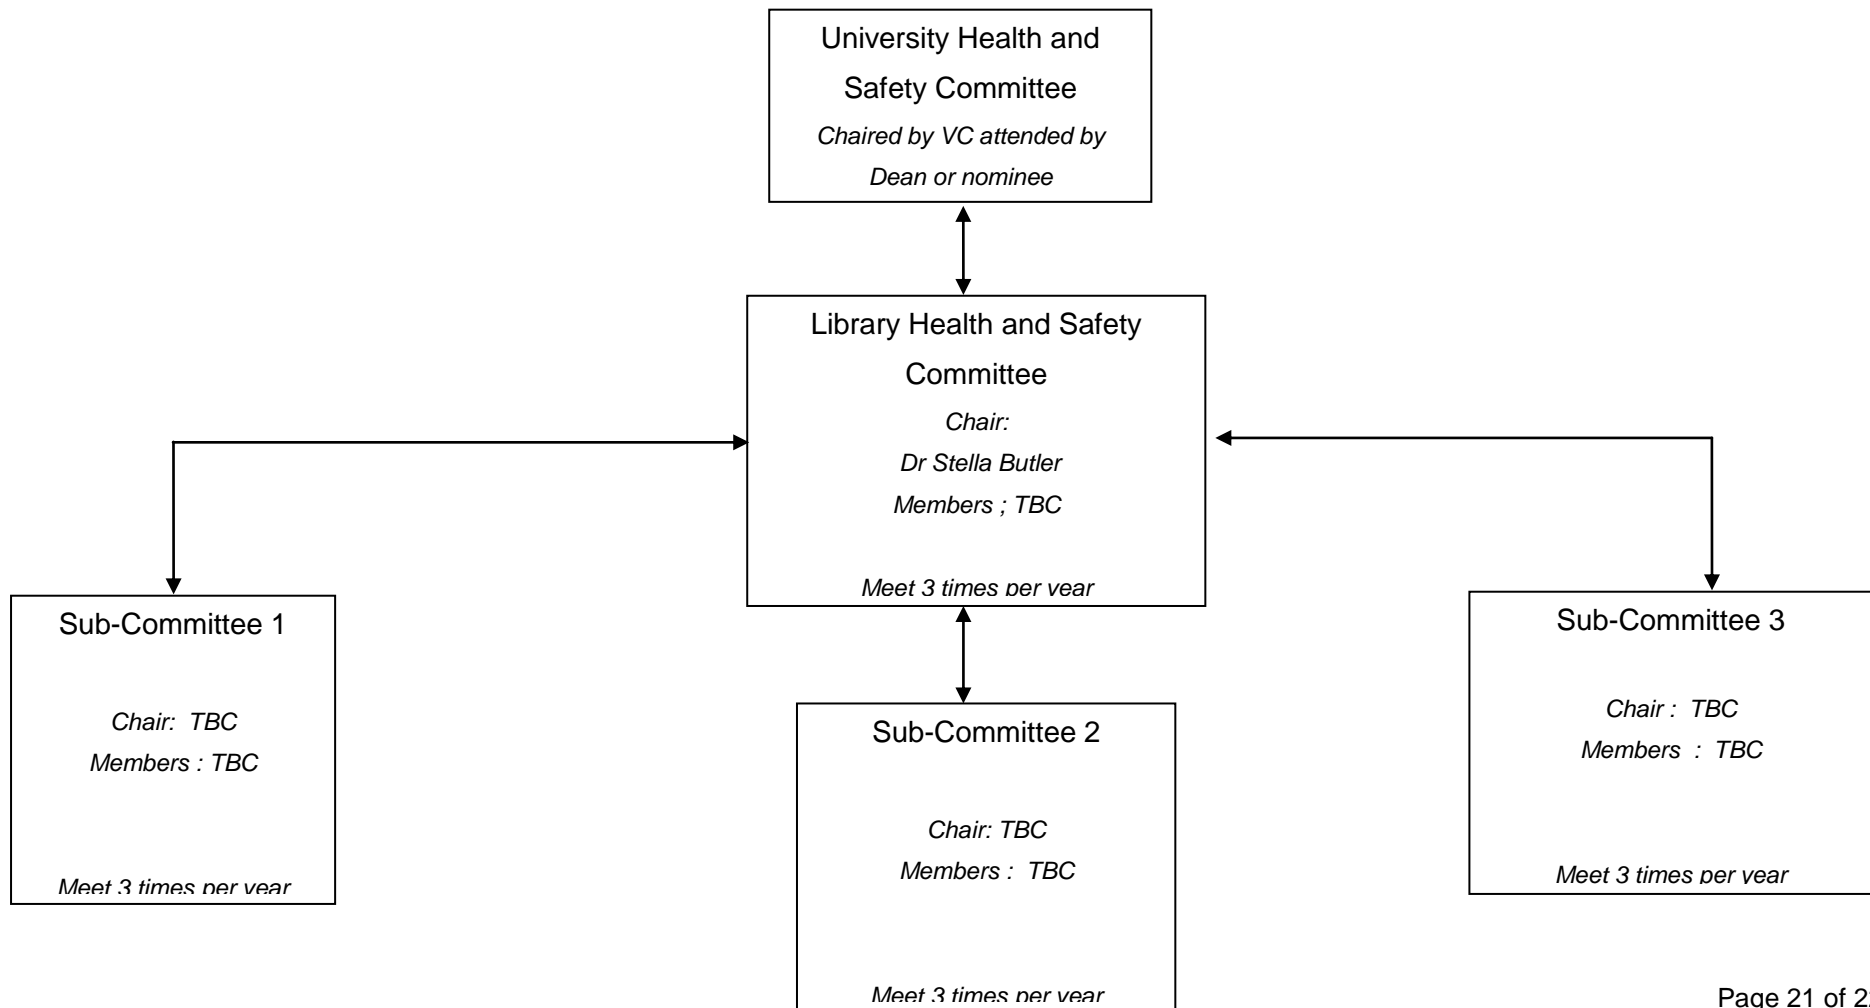 University Health and
Safety Committee
Chaired by VC attended by
Dean or nominee
Library Health and Safety
Committee
Chair:
Dr Stella Butler
Members ; TBC
Meet 3 times per year
Sub-Committee 1
Chair:  TBC
Members : TBC
Meet 3 times per year
Sub-Committee 2
Chair: TBC
Members :  TBC
Meet 3 times per year
Sub-Committee 3
Chair :  TBC
Members  :  TBC
Meet 3 times per year
Page 21 of